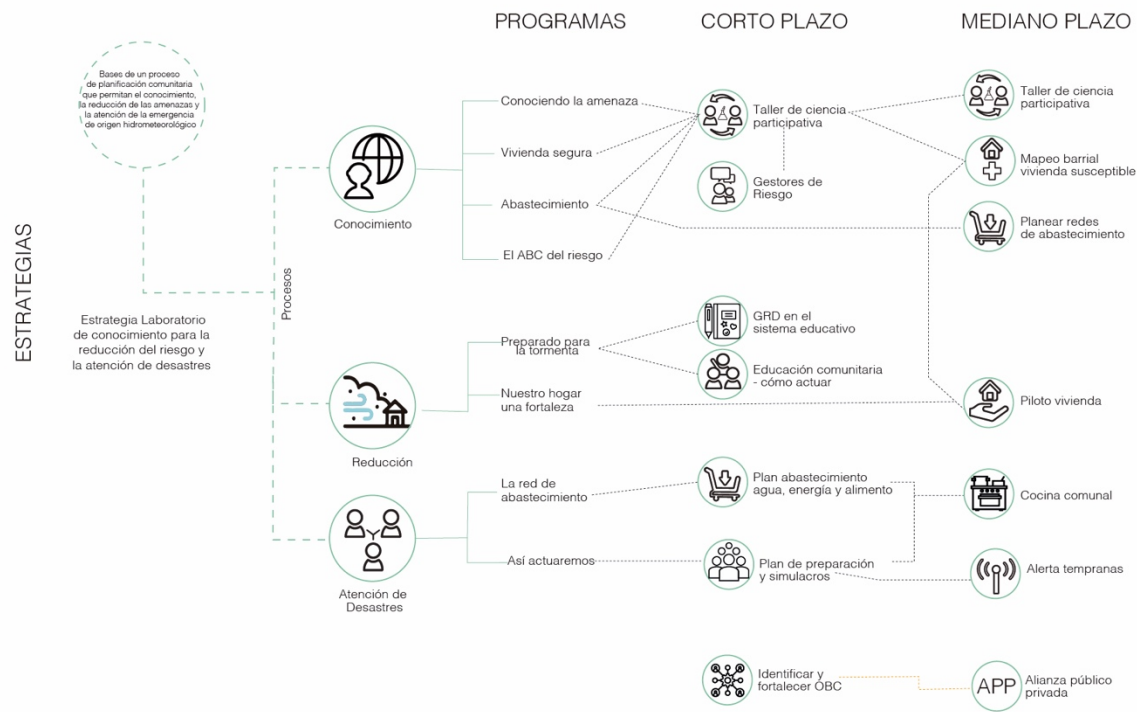 PROGRAMAS
CORTO PLAZO
MEDIANO PLAZO
ESTRATEGIAS
Bases de un proceso
de planificación comunitaria
que permitan el conocimiento,
la reducción de las amenazas y
la atención de la emergencia
de origen hidrometeorológico
Estrategia Laboratorio
de conocimiento para la
reducción del riesgo y
la atención de desastres
Procesos
Conocimiento
Conociendo la amenaza
Vivienda segura
Abastecimiento
El ABC del riesgo
Taller de ciencia
participativa
Gestores de
Riesgo
Taller de ciencia
participativa
Mapeo barrial
vivienda susceptible
Planear redes
de abastecimiento
Reducción
Preparado para
la tormenta
Nuestro hogar
una fortaleza
GRD en el
sistema educativo
Educación comunitaria
- cómo actuar
Piloto vivienda
Atención de
Desastres
La red de
abastecimiento
Así actuaremos
Plan abastecimiento
agua, energía y alimento
Plan de preparación
y simulacros
Cocina comunal
Alerta tempranas
Identificar y
fortalecer OBC
APP
Alianza público
privada